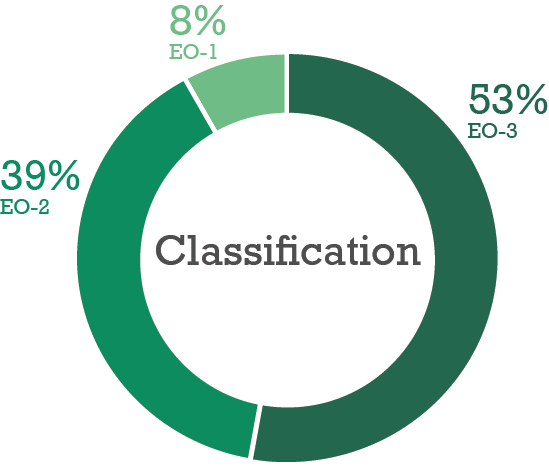 8%
EO-1
53%
EO-3
39%
EO-2
Classification